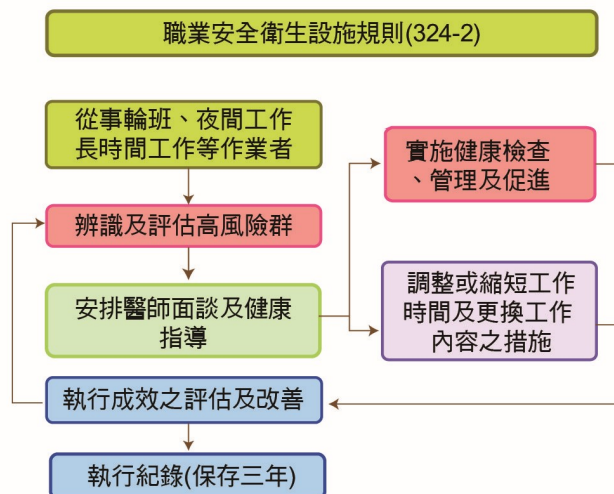 職業安全衛生設施規則(324-2)
從事輪班、夜間工作
長時間工作等作業者
實施健康檢查
、管理及促進
辨識及評估高風險群
安排醫師面談及健康
指導
調整或縮短工作
時間及更換工作
內容之措施
執行成效之評估及改善
執行紀錄(保存三年)